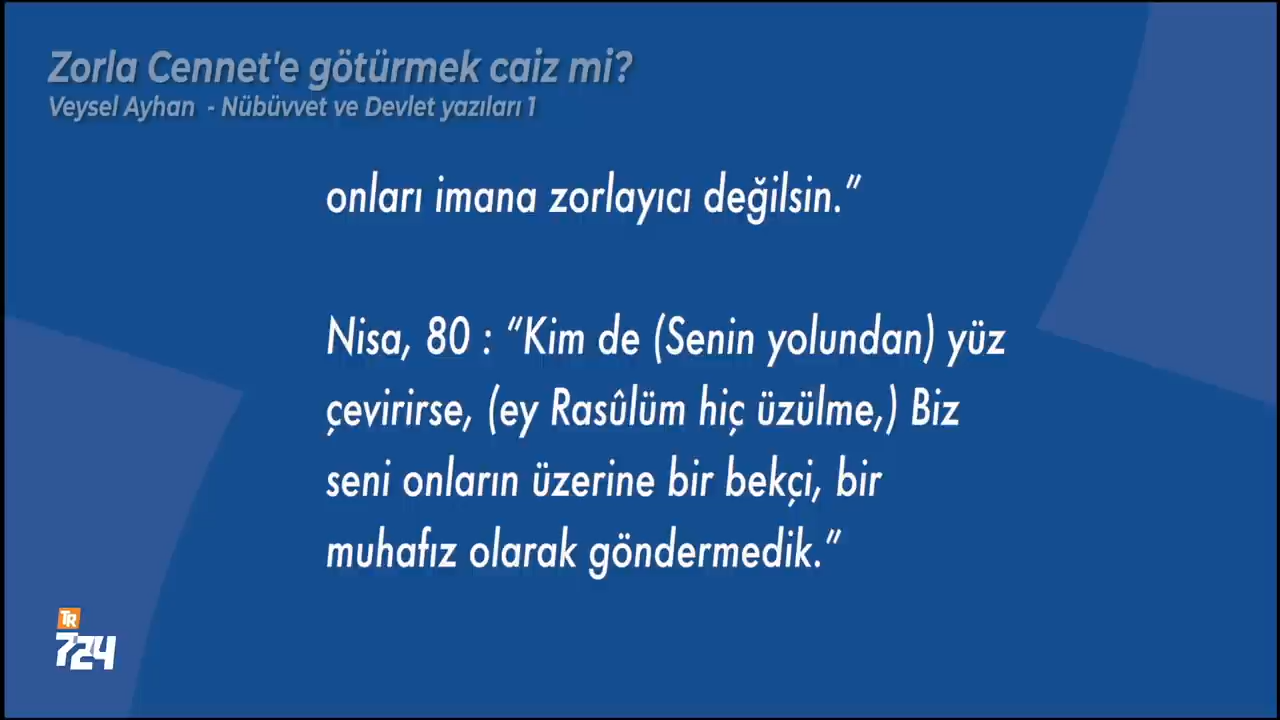 Zorla Cennet'e götürmek caiz mi?
Veysel Ayhan - Nübüvvet ve Devlet yazıları 1
onları imana zorlayıcı değilsin.”
Nisa, 80 : “Kim de (Senin yolundan) yüz
çevirirse, (ey Rasûlüm hiç üzülme,) Biz
seni onların üzerine bir bekçi, bir
muhafız olarak göndermedik.”
TR
724